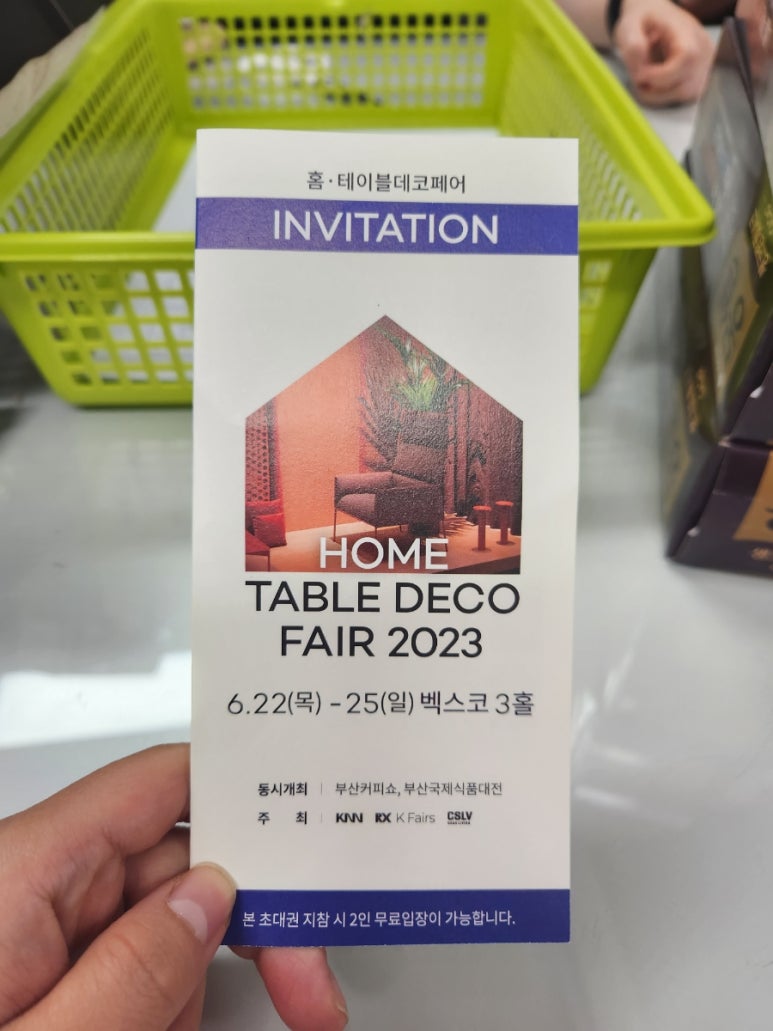 홈·테이블데코페어
INVITATION
HOME
TABLE DECO
FAIR 2023
6.22(목) - 25(일) 벡스코 3홀
동시개최 | 부산커피쇼, 부산국제식품대전
주 최 | KNN RX K Fairs CSLV
본 초대권 지참 시 2인 무료입장이 가능합니다.